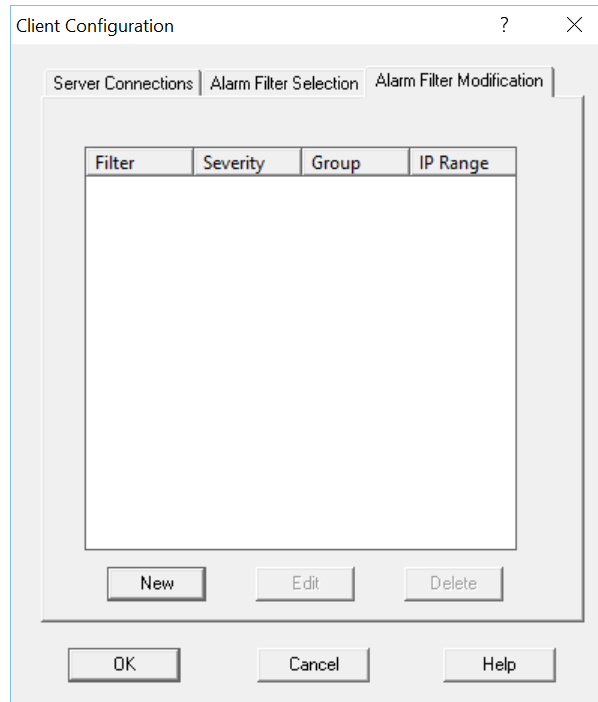 Client Configuration ?
Server Connections Alarm Filter Selection Alarm Filter Modification
Filter Severity Group IP Range
New Edit Delete
OK Cancel Help